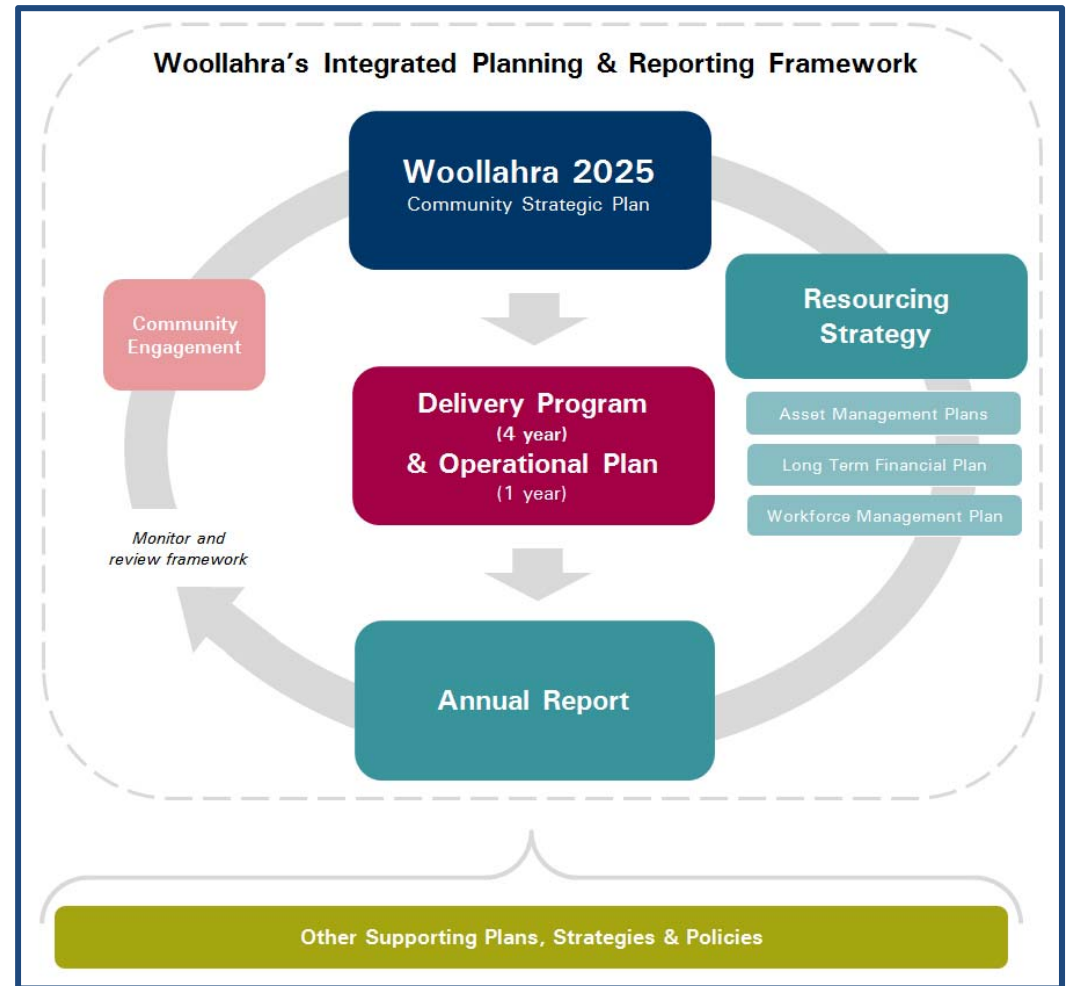 Woollahra's Integrated Planning & Reporting Framework
Woollahra 2025
Community Strategic Plan
Community
Engagement
Resourcing
Strategy
Asset Management Plans
Long Term Financial Plan
Workforce Management Plan
Delivery Program
(4 year)
& Operational Plan
(1 year)
Monitor and
review framework
Annual Report
Other Supporting Plans, Strategies & Policies